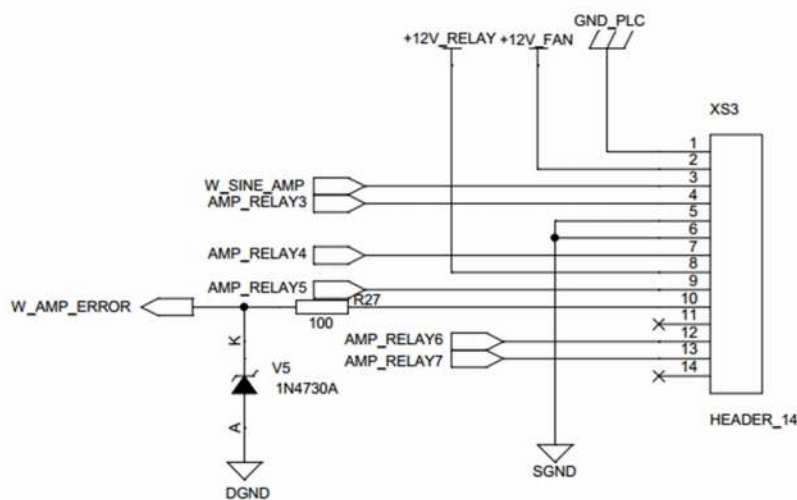 GND_PLC
+12V_RELAY +12V_FAN
XS3
1
2
W_SINE_AMP 3
AMP_RELAY3 4
5
6
AMP_RELAY4 7
8
AMP_RELAY5 9
W_AMP_ERROR R27 10
100 11
AMP_RELAY6 12
K AMP_RELAY7 13
V5 14
1N4730A
A HEADER_14
DGND SGND